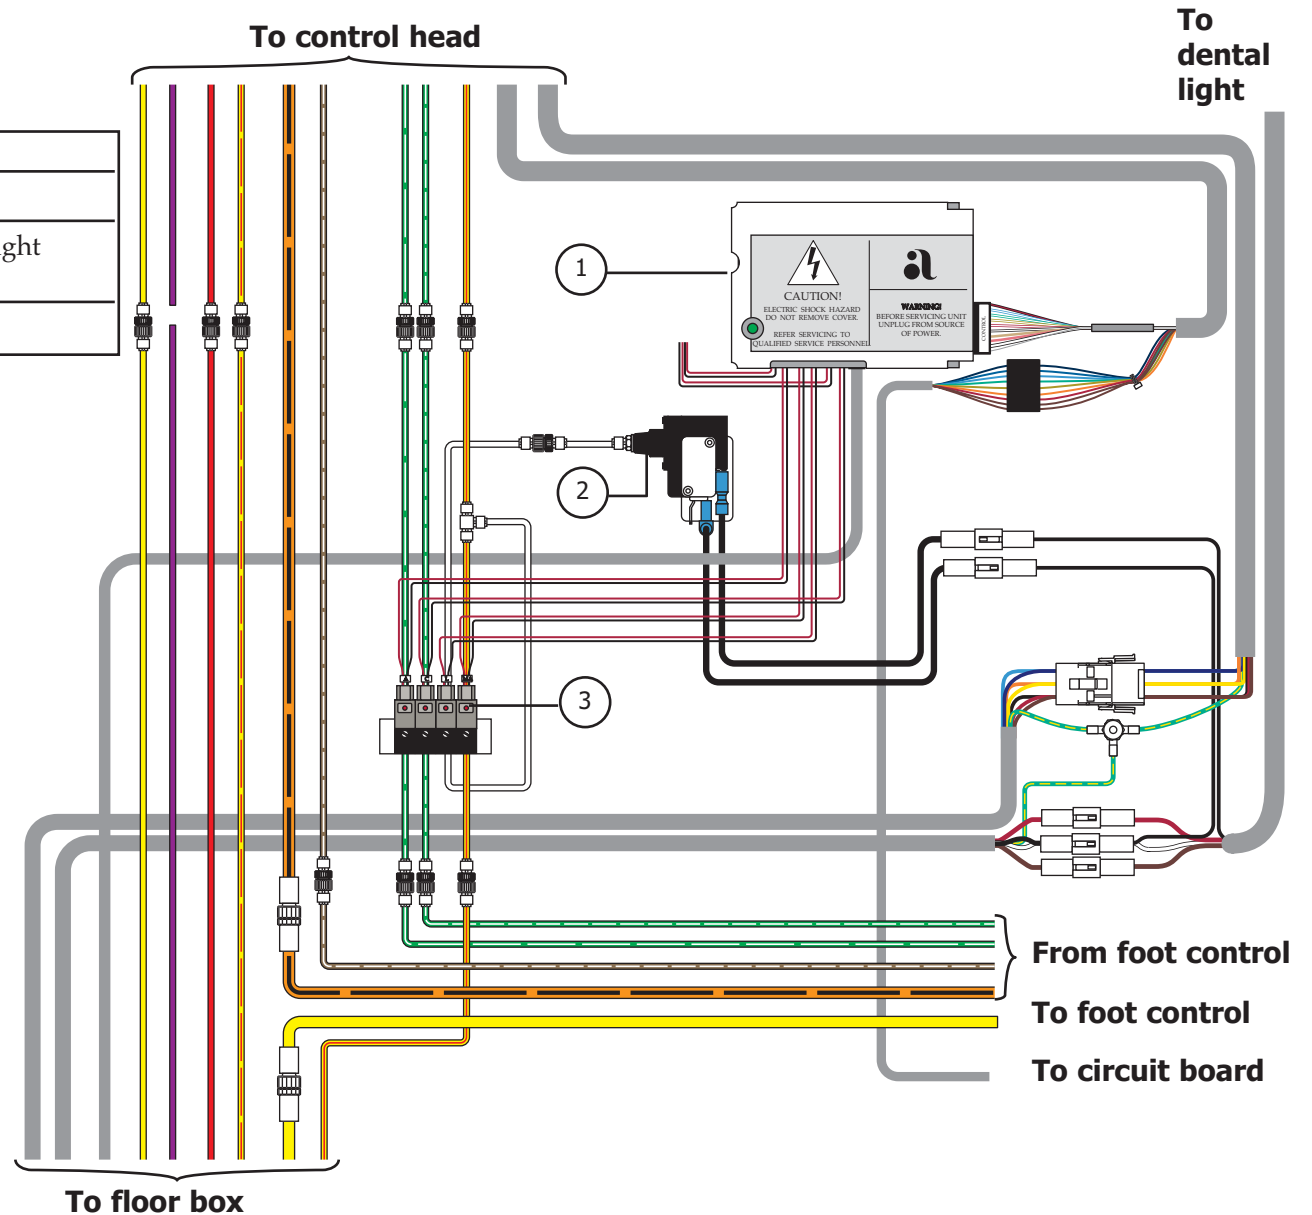 To control head
To
dental
light
ght
1
CAUTION!
ELECTRIC SHOCK HAZARD
DO NOT REMOVE COVER.
REFER SERVICING TO
QUALIFIED SERVICE PERSONNEL
a
WARNING!
BEFORE SERVICING UNIT
UNPLUG FROM SOURCE
OF POWER.
CONTROL
2
3
From foot control
To foot control
To circuit board
To floor box